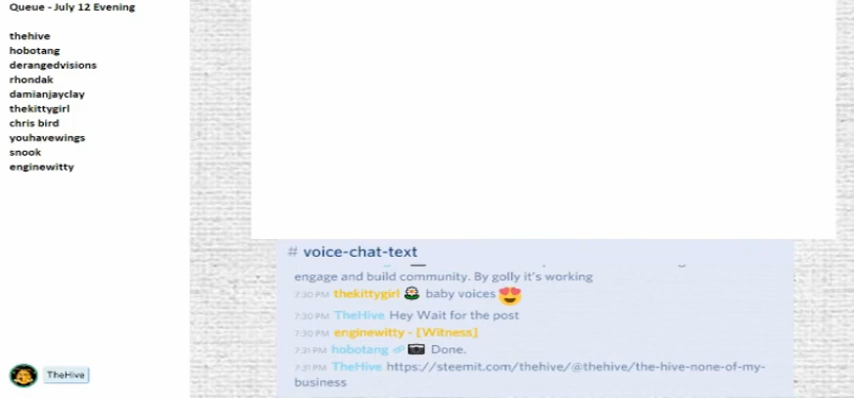 Queue - July 12 Evening
thehive
hobotang
derangedvisions
rhondak
damianjayclay
thekittygirl
chris bird
youhavewings
snook
enginewitty
# voice-chat-text
engage and build community. By golly it's working
7:30 PM thekittygirl baby voices 😍
7:30 PM TheHive Hey Wait for the post
7:30 PM enginewitty - [Witness]
7:31 PM hobotang Done.
7:31 PM TheHive https://steemit.com/thehive/@thehive/the-hive-none-of-my-
business
TheHive